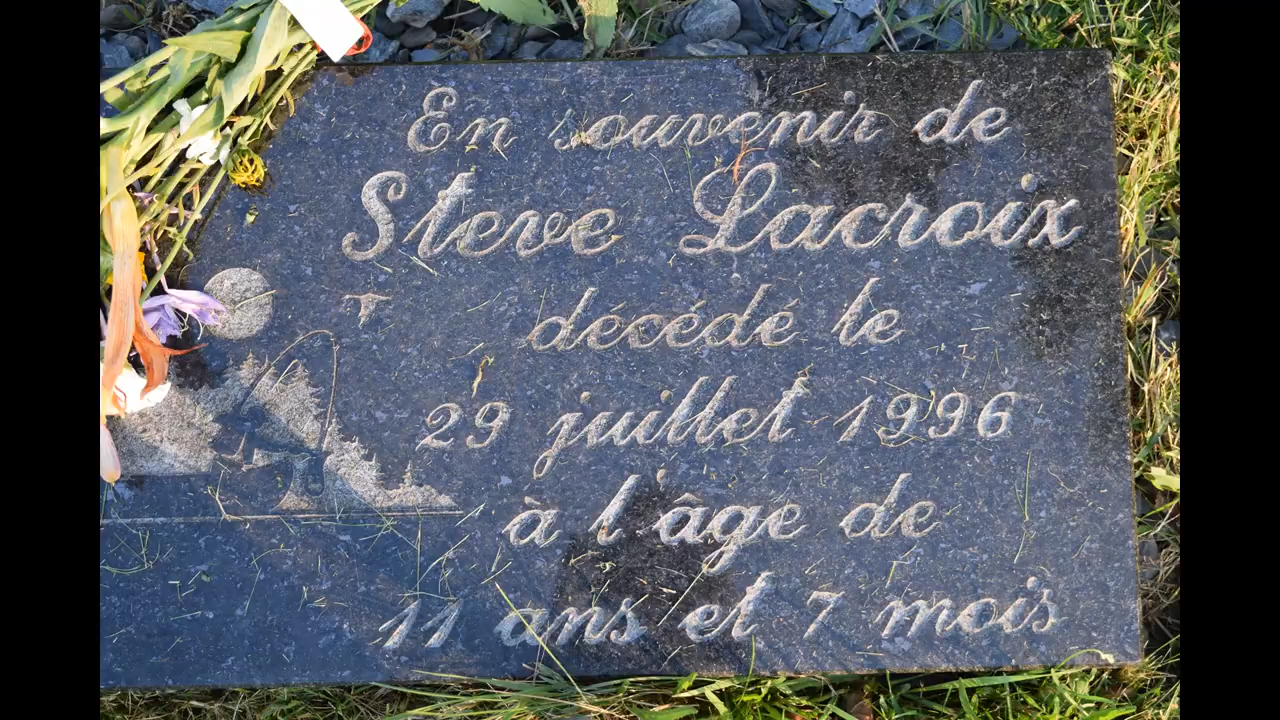 En souvenir de
Steve Lacroix
décédé le
29 juillet 1996
à l'âge de
11 ans et 7 mois